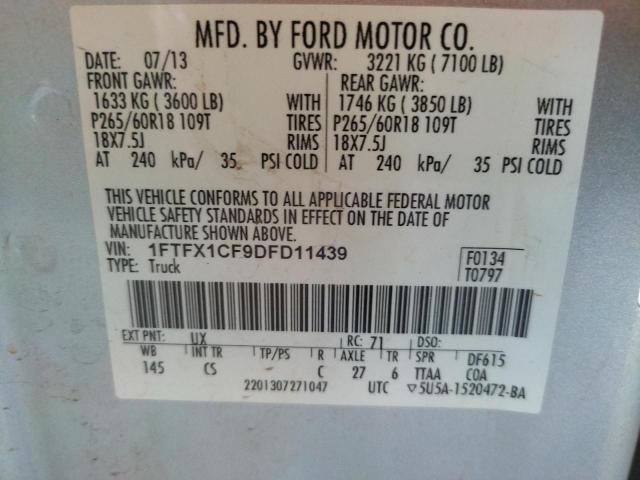 MFD. BY FORD MOTOR CO.
DATE: 07/13 GVWR: 3221 KG ( 7100 LB)
FRONT GAWR: REAR GAWR:
1633 KG ( 3600 LB) WITH 1746 KG ( 3850 LB) WITH
P265/60R18 109T TIRES P265/60R18 109T TIRES
18X7.5J RIMS 18X7.5J RIMS
AT 240 kPa/ 35 PSI COLD AT 240 kPa/ 35 PSI COLD
THIS VEHICLE CONFORMS TO ALL APPLICABLE FEDERAL MOTOR
VEHICLE SAFETY STANDARDS IN EFFECT ON THE DATE OF
MANUFACTURE SHOWN ABOVE.
VIN: 1FTFX1CF9DFD11439 F0134
TYPE: Truck T0797
EXT PNT: UX RC: 71 DSO:
WB INT TR TP/PS R AXLE TR SPR DF615
145 CS C 27 6 TTAA COA
2201307271047 UTC ▽5U5A-1520472-BA